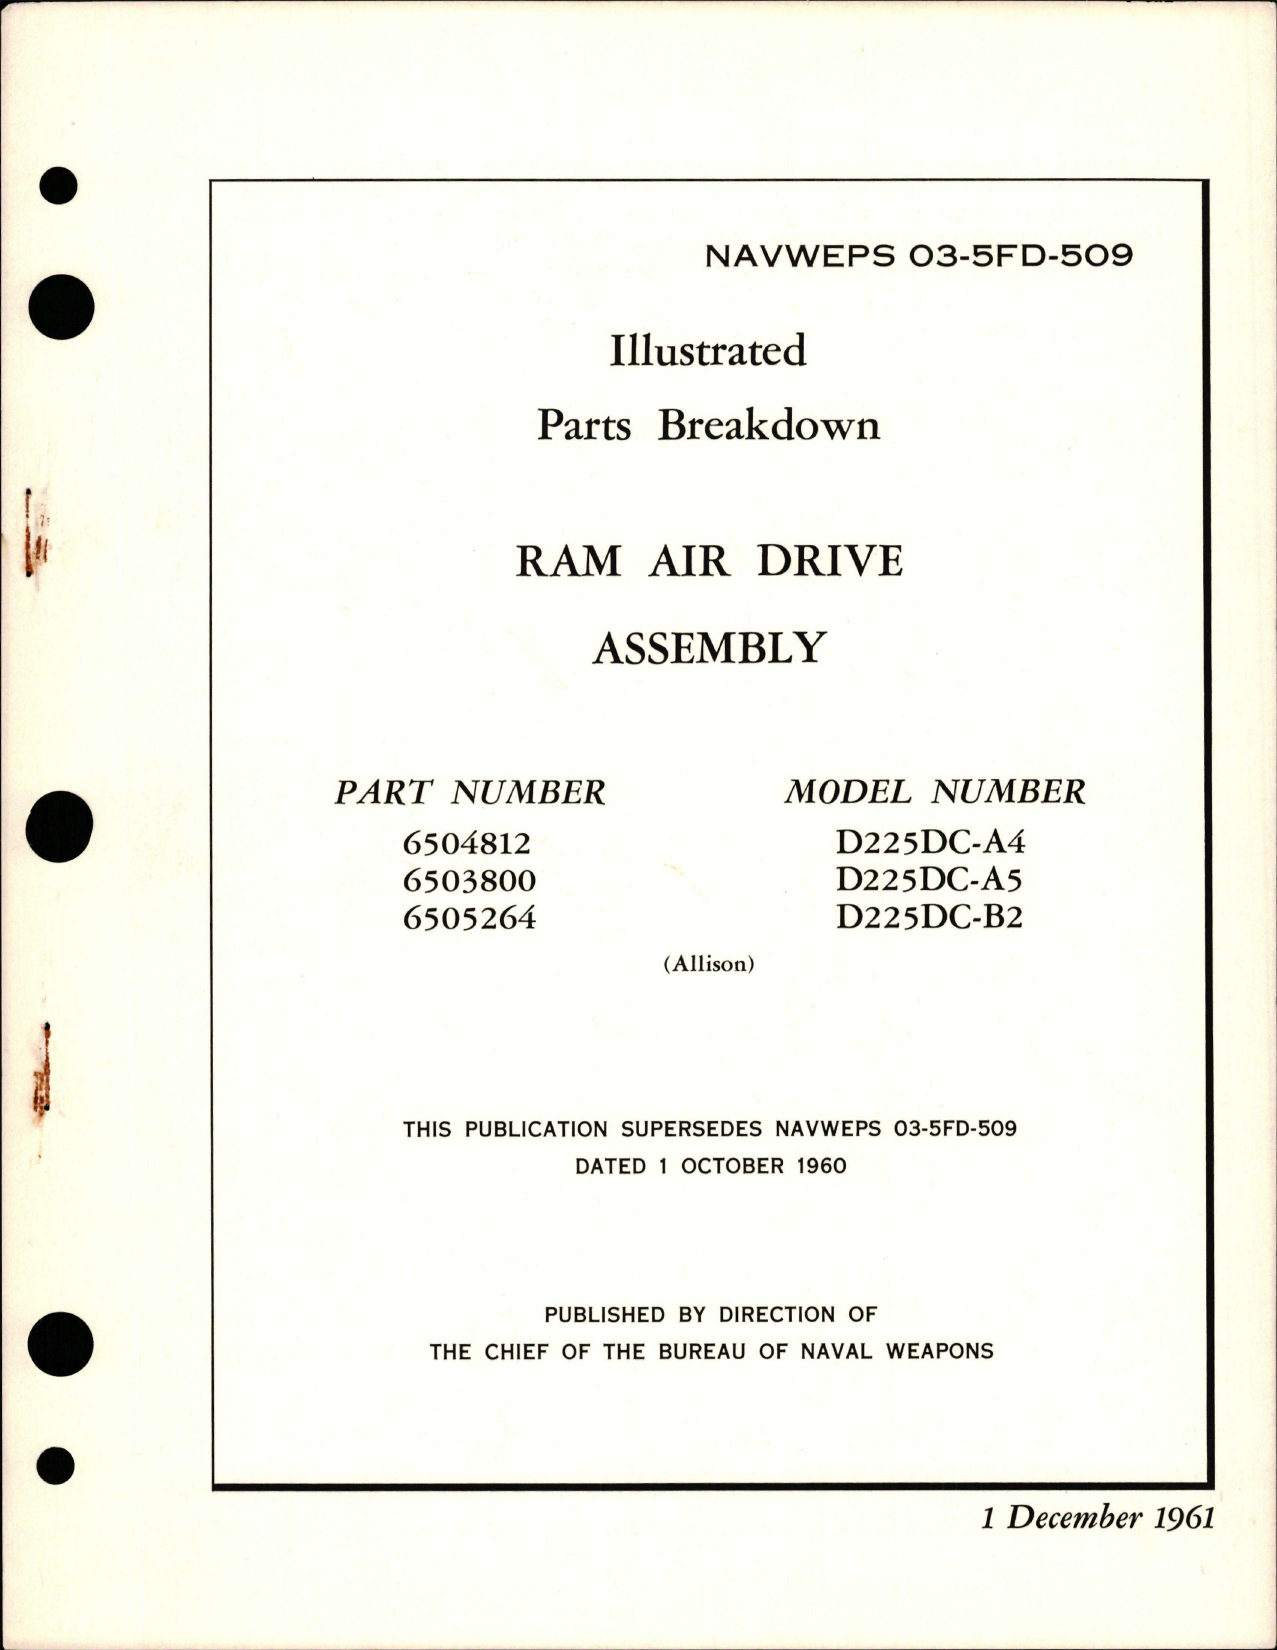 NAVWEPS 03-5FD-509
Illustrated
Parts Breakdown
RAM AIR DRIVE
ASSEMBLY
PART NUMBER MODEL NUMBER
6504812 D225DC-A4
6503800 D225DC-A5
6505264 D225DC-B2
(Allison)
THIS PUBLICATION SUPERSEDES NAVWEPS 03-5FD-509
DATED 1 OCTOBER 1960
PUBLISHED BY DIRECTION OF
THE CHIEF OF THE BUREAU OF NAVAL WEAPONS
1 December 1961